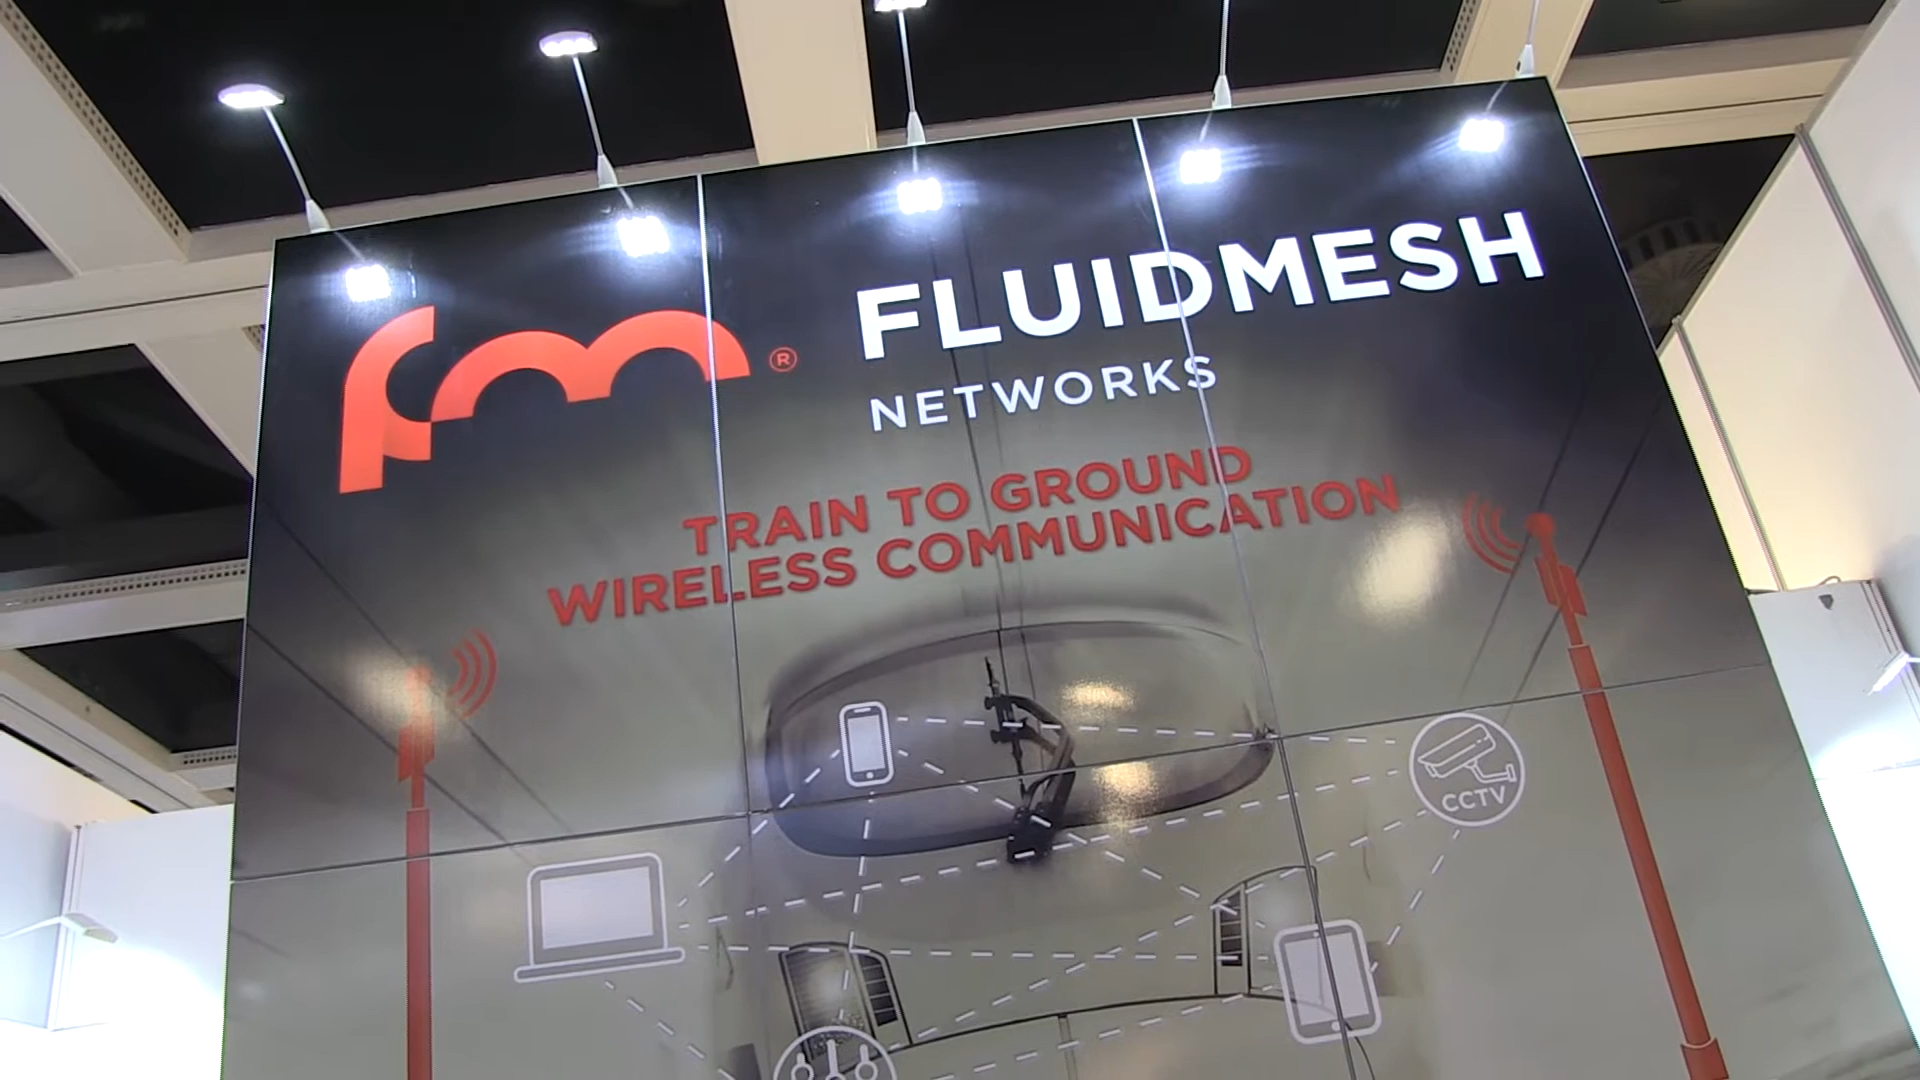 fm ®
FLUIDMESH
NETWORKS
TRAIN TO GROUND
WIRELESS COMMUNICATION
CCTV